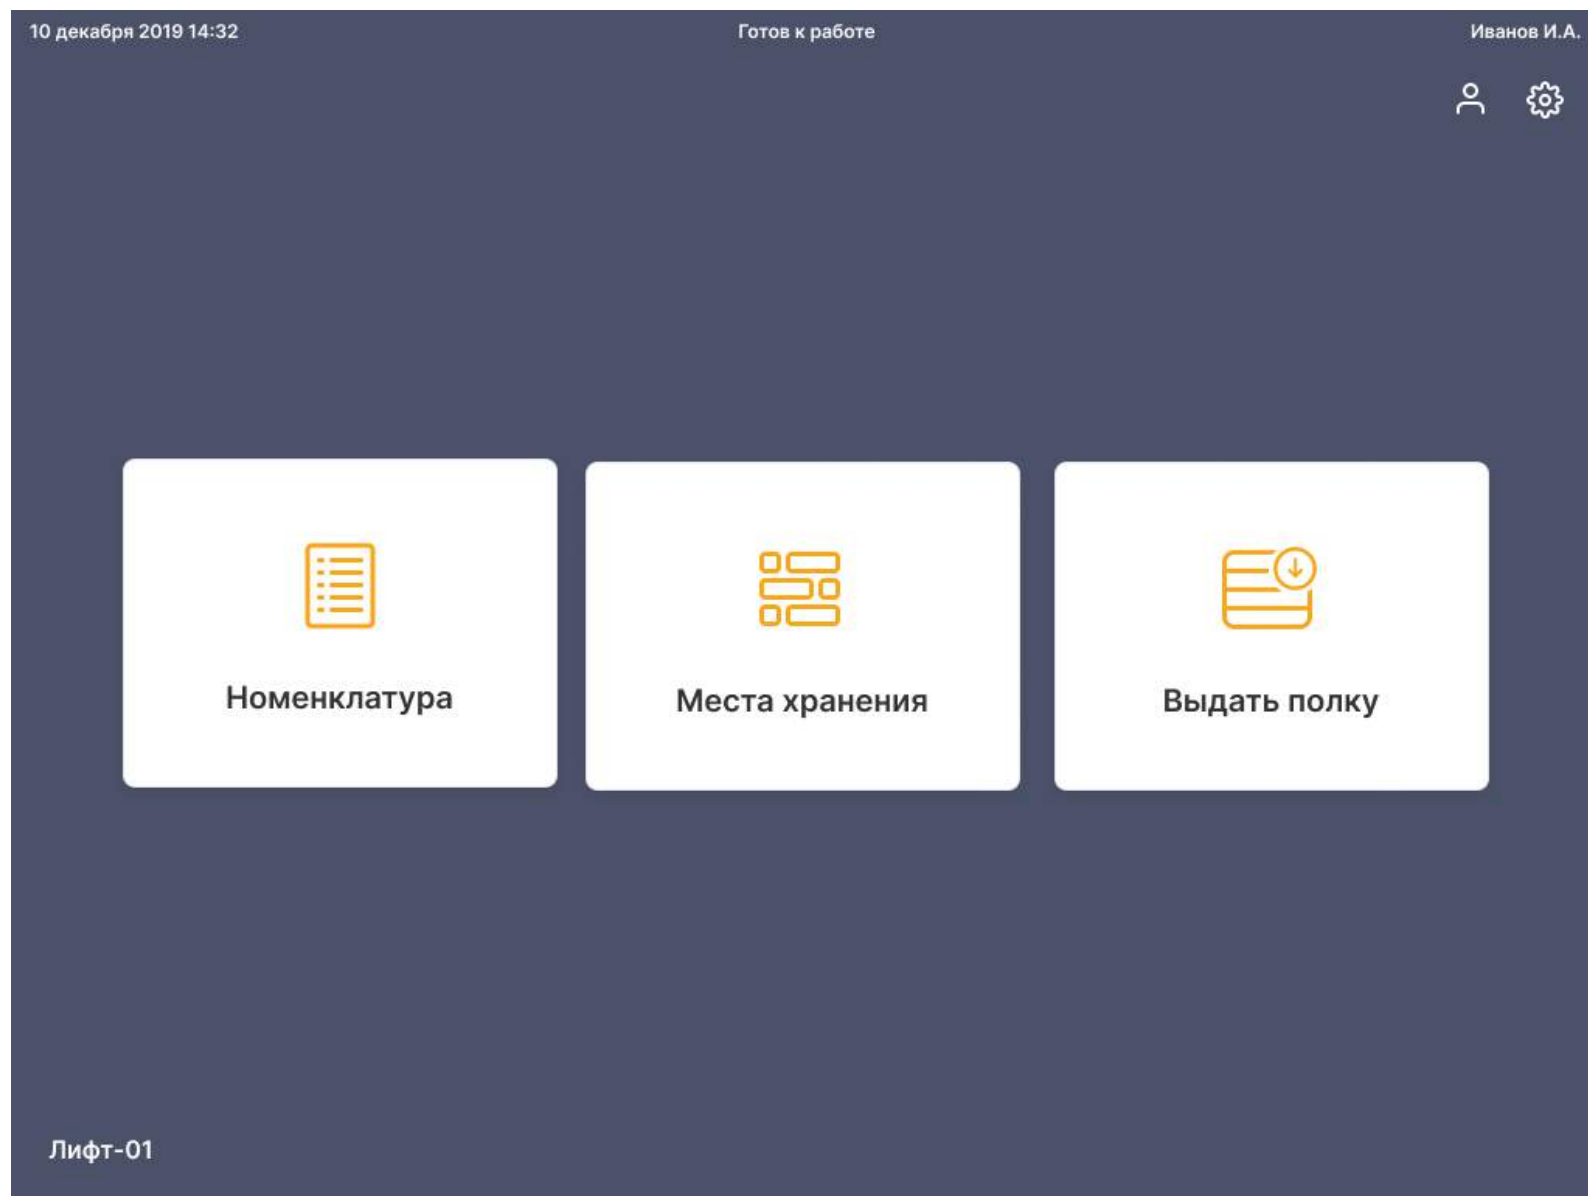 10 декабря 2019 14:32
Готов к работе
Иванов И.А.
Номенклатура
Места хранения
Выдать полку
Лифт-01